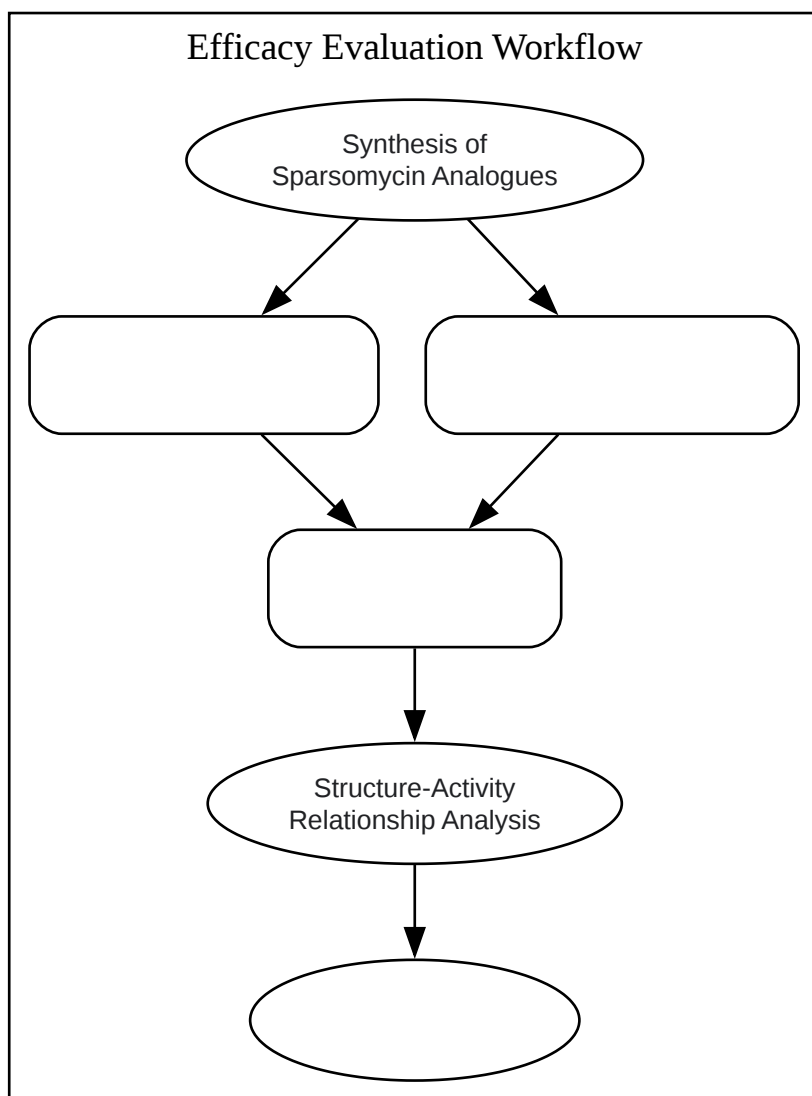 Efficacy Evaluation Workflow
Synthesis of
Sparsomycin Analogues
Structure-Activity
Relationship Analysis